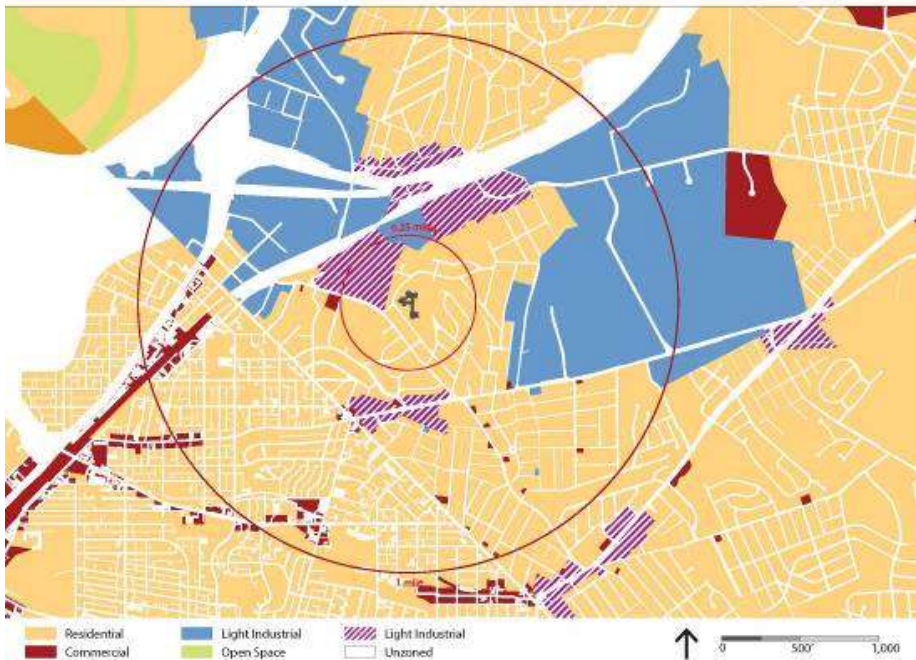 0.25 mile
1 mile
Residential Light Industrial Light Industrial
Commercial Open Space Unzoned
0 500' 1,000